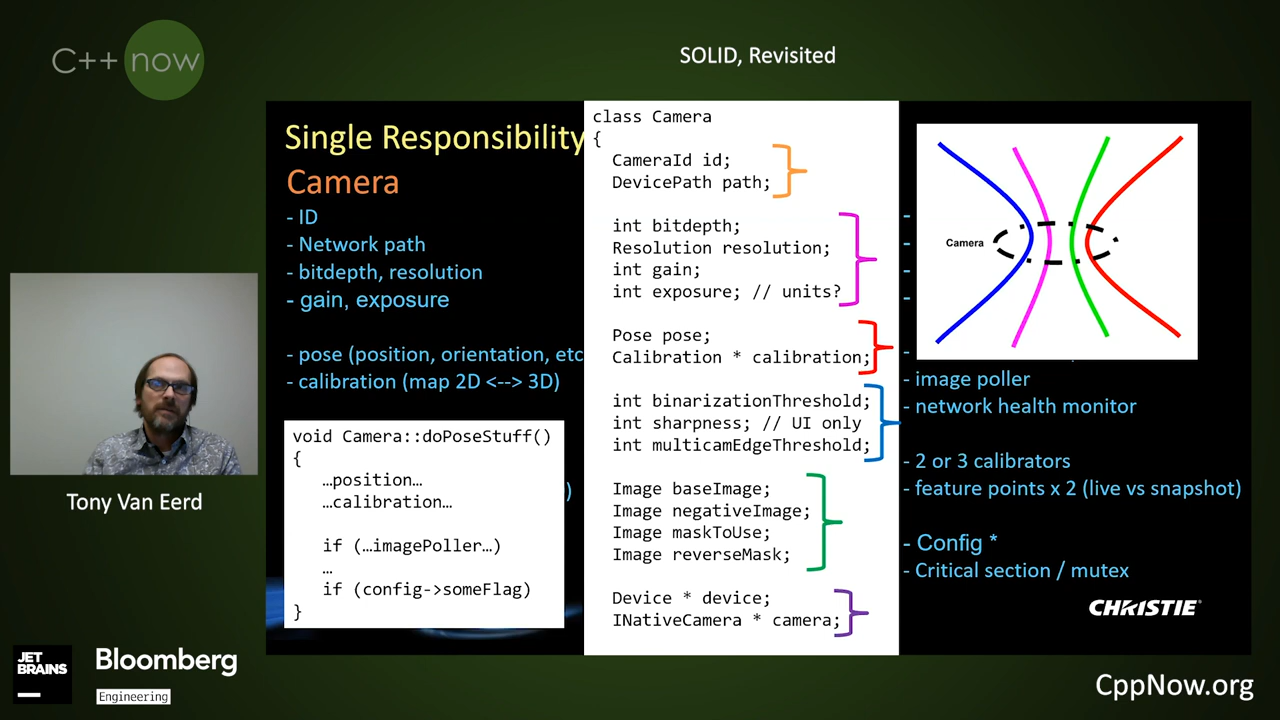 C++ now
SOLID, Revisited
Single Responsibility
Camera
- ID
- Network path
- bitdepth, resolution
- gain, exposure
- pose (position, orientation, etc
- calibration (map 2D <--> 3D)
)
void Camera::doPoseStuff()
{
…position…
…calibration…
if (…imagePoller…)
…
if (config->someFlag)
}
class Camera
{
CameraId id;
DevicePath path;
int bitdepth;
Resolution resolution;
int gain;
int exposure; // units?
Pose pose;
Calibration * calibration;
int binarizationThreshold;
int sharpness; // UI only
int multicamEdgeThreshold;
Image baseImage;
Image negativeImage;
Image maskToUse;
Image reverseMask;
Device * device;
INativeCamera * camera;
Camera
-
-
-
-
-
- image poller
- network health monitor
- 2 or 3 calibrators
- feature points x 2 (live vs snapshot)
- Config *
- Critical section / mutex
CHRISTIE®
Tony Van Eerd
JET
BRAINS
Bloomberg
Engineering
CppNow.org